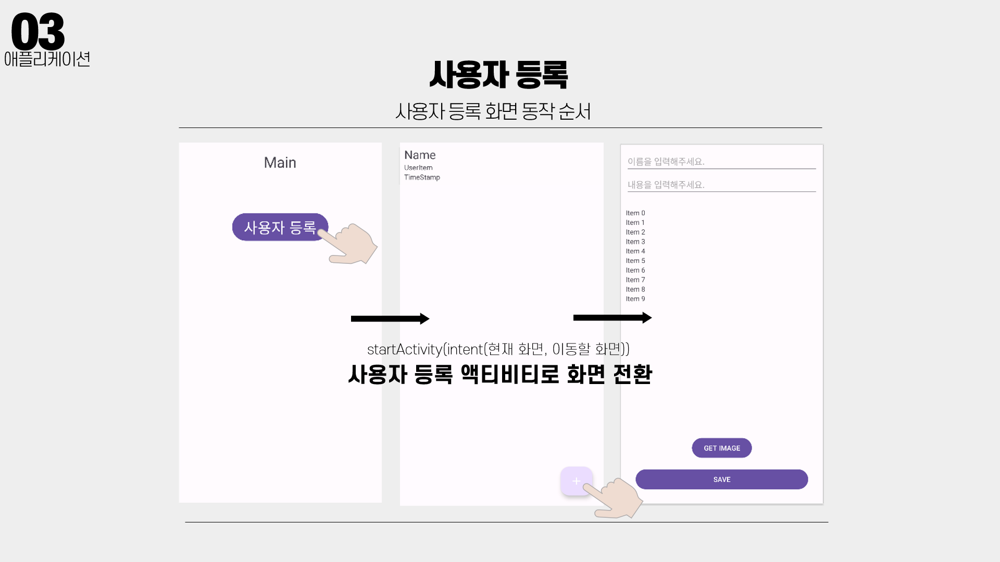 03
애플리케이션
사용자 등록
사용자 등록 화면 동작 순서
Main
사용자 등록
Name
UserItem
TimeStamp
+
이름을 입력해주세요.
내용을 입력해주세요.
Item 0
Item 1
Item 2
Item 3
Item 4
Item 5
Item 6
Item 7
Item 8
Item 9
startActivity(intent(현재 화면, 이동할 화면))
사용자 등록 액티비티로 화면 전환
GET IMAGE
SAVE